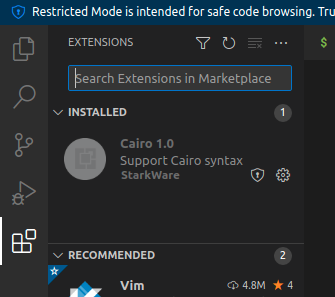 Restricted Mode is intended for safe code browsing. Tru
EXTENSIONS
$
Search Extensions in Marketplace
INSTALLED 1
Cairo 1.0
Support Cairo syntax
StarkWare
RECOMMENDED 2
Vim 4.8M 4